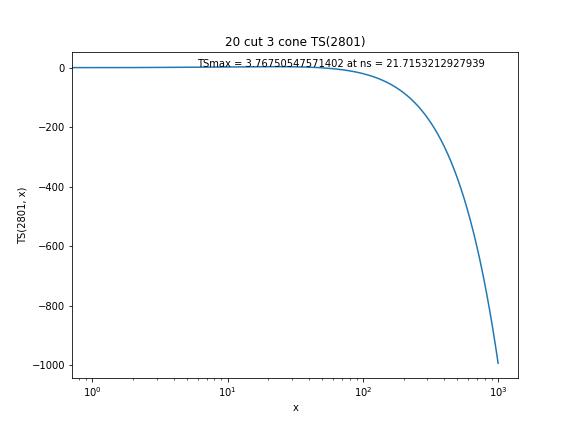 20 cut 3 cone TS(2801)
TSmax = 3.76750547571402 at ns = 21.7153212927939
0
−200
−400
−600
−800
−1000
TS(2801, x)
10⁰ 10¹ 10² 10³
x